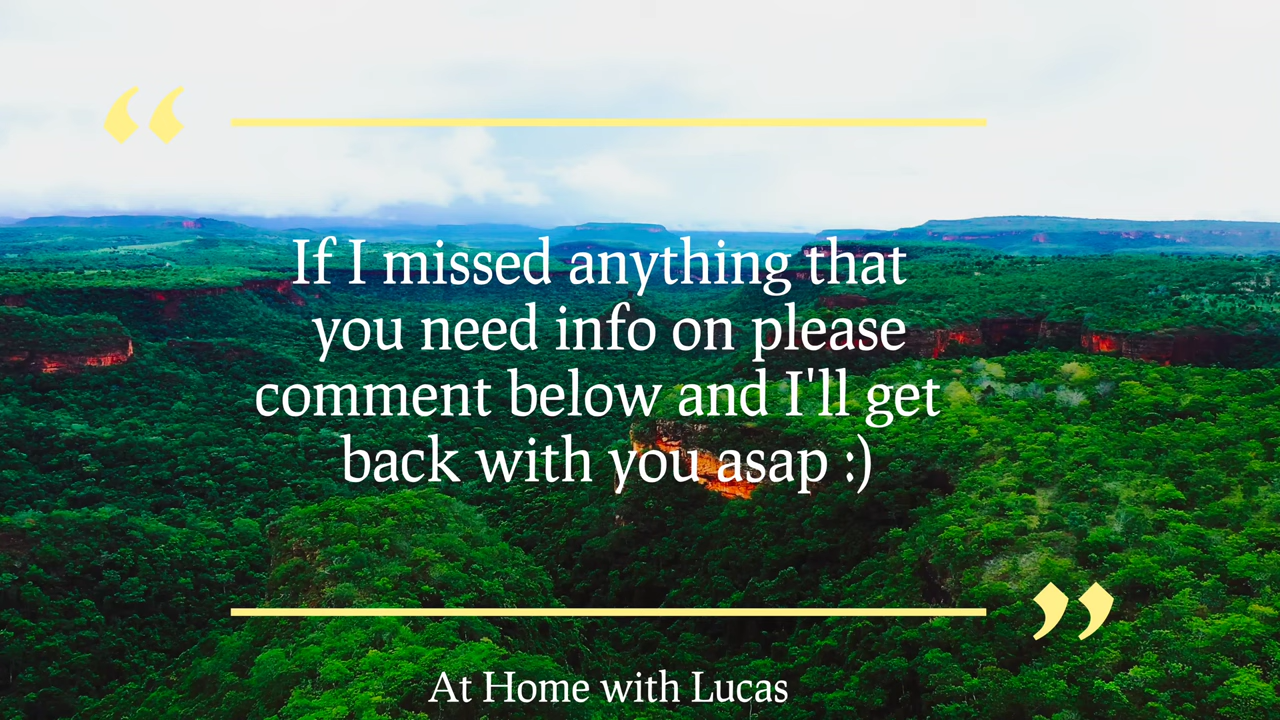 “
If I missed anything that
you need info on please
comment below and I'll get
back with you asap :)
”
At Home with Lucas